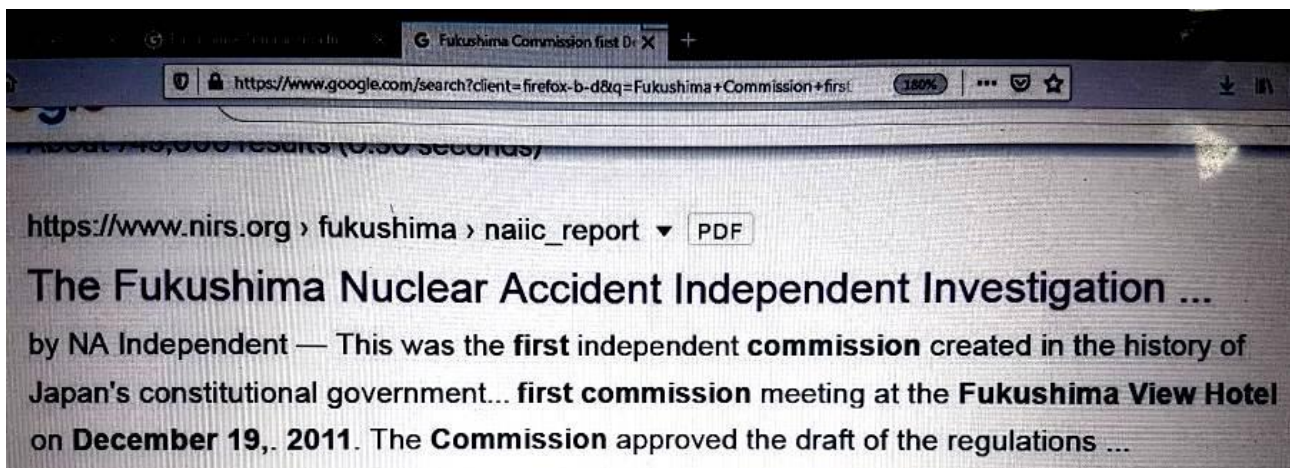 G Fukushima Commission fist De ×
https://www.google.com/search?client=firefox-b-d&q=Fukushima+Commission+first
180%
https://www.nirs.org › fukushima › naiic_report
PDF
The Fukushima Nuclear Accident Independent Investigation ...
by NA Independent — This was the first independent commission created in the history of
Japan's constitutional government... first commission meeting at the Fukushima View Hotel
on December 19,. 2011. The Commission approved the draft of the regulations ...